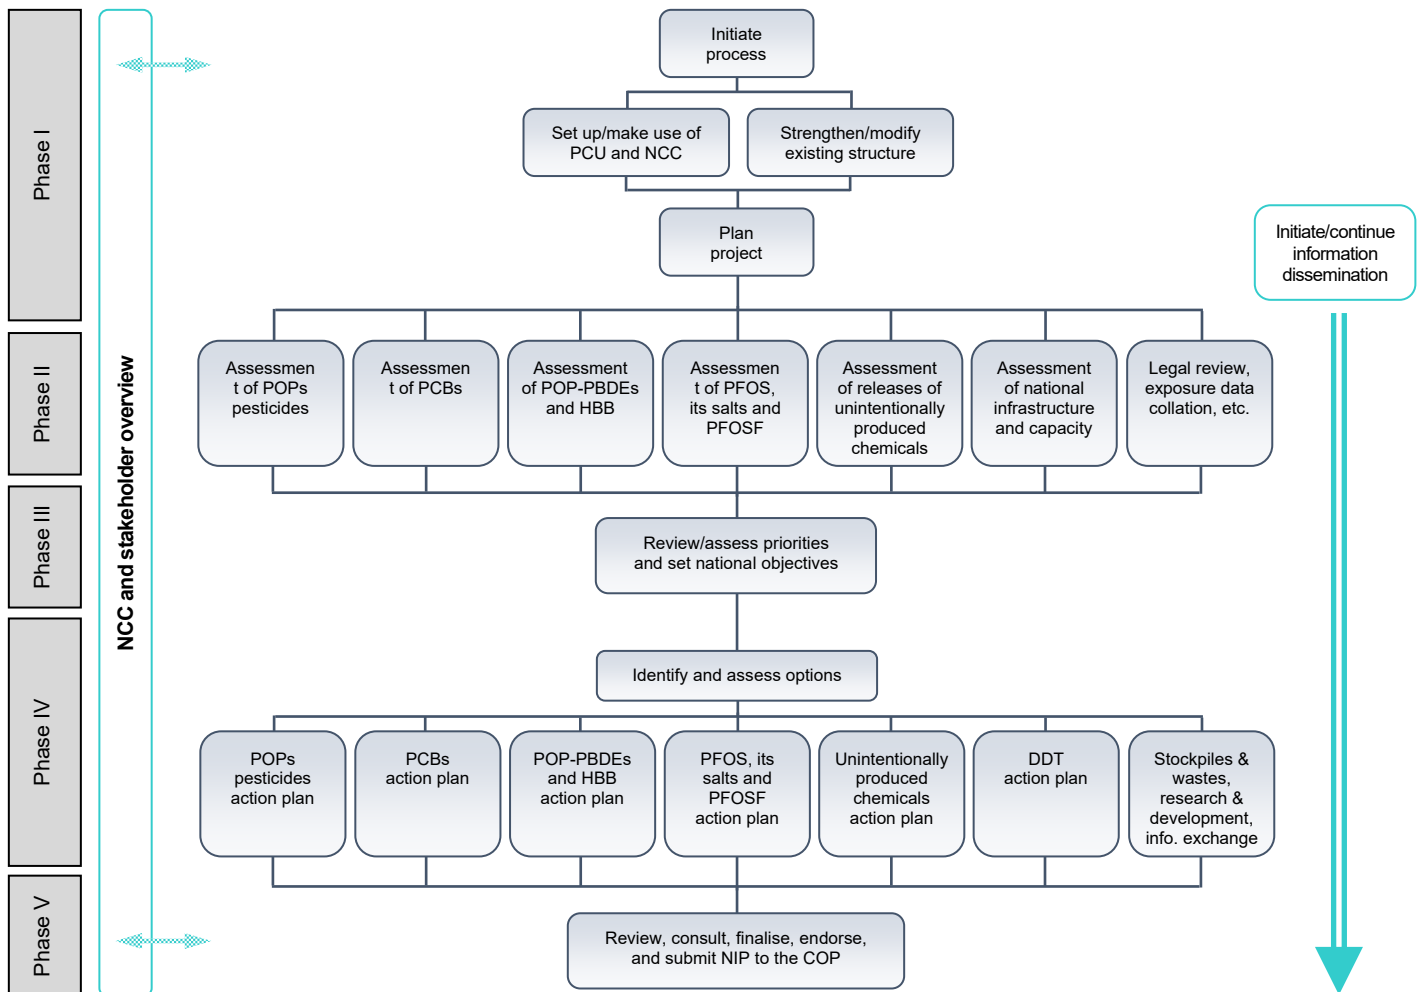 Phase I
Phase II
Phase III
Phase IV
Phase V
NCC and stakeholder overview
Initiate
process
Set up/make use of
PCU and NCC
Strengthen/modify
existing structure
Plan
project
Initiate/continue
information
dissemination
Assessmen
t of POPs
pesticides
Assessmen
t of PCBs
Assessment
of POP-PBDEs
and HBB
Assessmen
t of PFOS,
its salts and
PFOSF
Assessment
of releases of
unintentionally
produced
chemicals
Assessment
of national
infrastructure
and capacity
Legal review,
exposure data
collation, etc.
Review/assess priorities
and set national objectives
Identify and assess options
POPs
pesticides
action plan
PCBs
action plan
POP-PBDEs
and HBB
action plan
PFOS, its
salts and
PFOSF
action plan
Unintentionally
produced
chemicals
action plan
DDT
action plan
Stockpiles &
wastes,
research &
development,
info. exchange
Review, consult, finalise, endorse,
and submit NIP to the COP